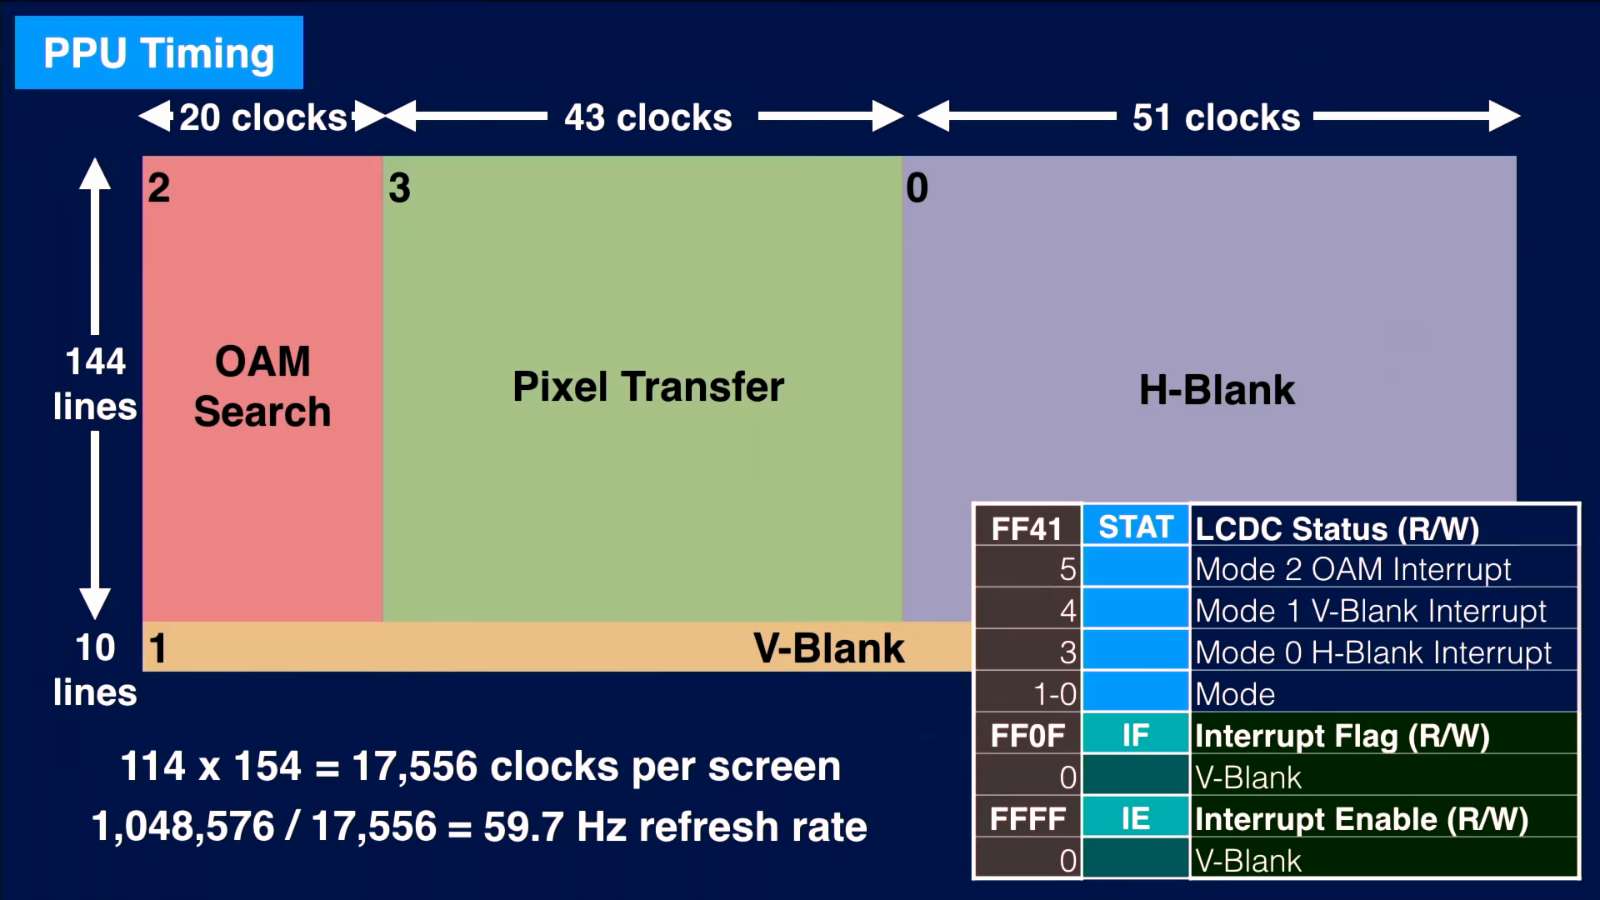 PPU Timing
20 clocks
43 clocks
51 clocks
2
3
0
144
lines
OAM
Search
Pixel Transfer
H-Blank
10
lines
1
V-Blank
114 x 154 = 17,556 clocks per screen
1,048,576 / 17,556 = 59.7 Hz refresh rate
FF41 STAT LCDC Status (R/W)
5 Mode 2 OAM Interrupt
4 Mode 1 V-Blank Interrupt
3 Mode 0 H-Blank Interrupt
1-0 Mode
FF0F IF Interrupt Flag (R/W)
0 V-Blank
FFFF IE Interrupt Enable (R/W)
0 V-Blank